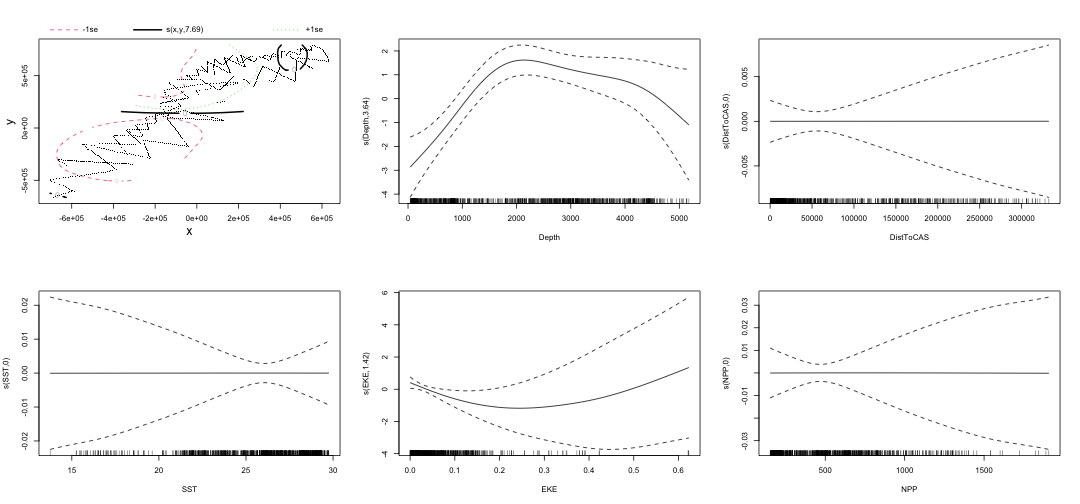 -1se s(x,y,7.69) +1se
y
-5e+05 0e+00 5e+05
-6e+05 -4e+05 -2e+05 0e+00 2e+05 4e+05 6e+05
x
s(Depth,3.64)
-4 -3 -2 -1 0 1 2
0 1000 2000 3000 4000 5000
Depth
s(DistToCAS,0)
-0.005 0.000 0.005
0 50000 100000 150000 200000 250000 300000
DistToCAS
s(SST,0)
-0.02 -0.01 0.00 0.01 0.02
15 20 25 30
SST
s(EKE,1.42)
-4 -2 0 2 4 6
0.0 0.1 0.2 0.3 0.4 0.5 0.6
EKE
s(NPP,0)
-0.03 -0.01 0.01 0.02 0.03
500 1000 1500
NPP